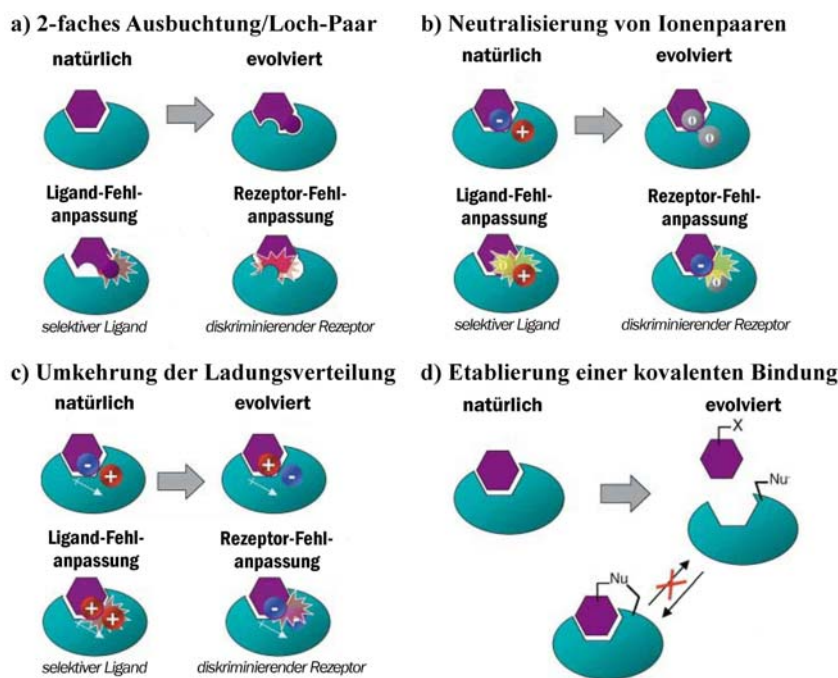 a) 2-faches Ausbuchtung/Loch-Paar
natürlich
evolviert
Ligand-Fehl-
anpassung
Rezeptor-Fehl-
anpassung
selektiver Ligand
diskriminierender Rezeptor
b) Neutralisierung von Ionenpaaren
natürlich
evolviert
-
+
o
o
Ligand-Fehl-
anpassung
Rezeptor-Fehl-
anpassung
o
+
-
o
selektiver Ligand
diskriminierender Rezeptor
c) Umkehrung der Ladungsverteilung
natürlich
evolviert
-
+
+
-
Ligand-Fehl-
anpassung
Rezeptor-Fehl-
anpassung
+
+
-
-
selektiver Ligand
diskriminierender Rezeptor
d) Etablierung einer kovalenten Bindung
natürlich
evolviert
X
Nu-
Nu